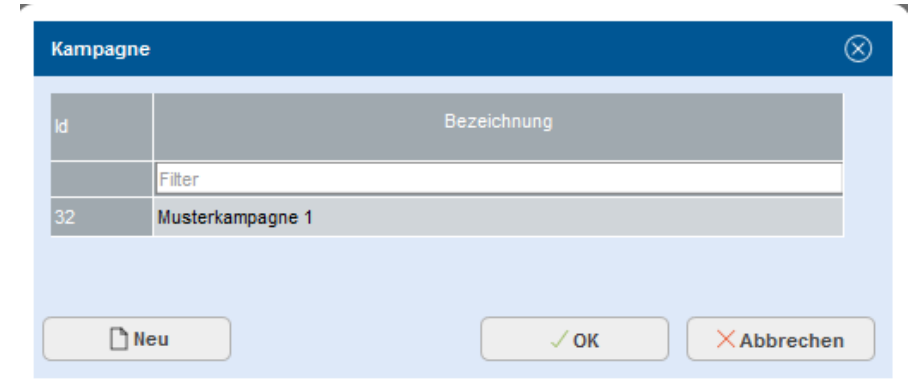 Kampagne
Id Bezeichnung
Filter
32 Musterkampagne 1
Neu OK Abbrechen